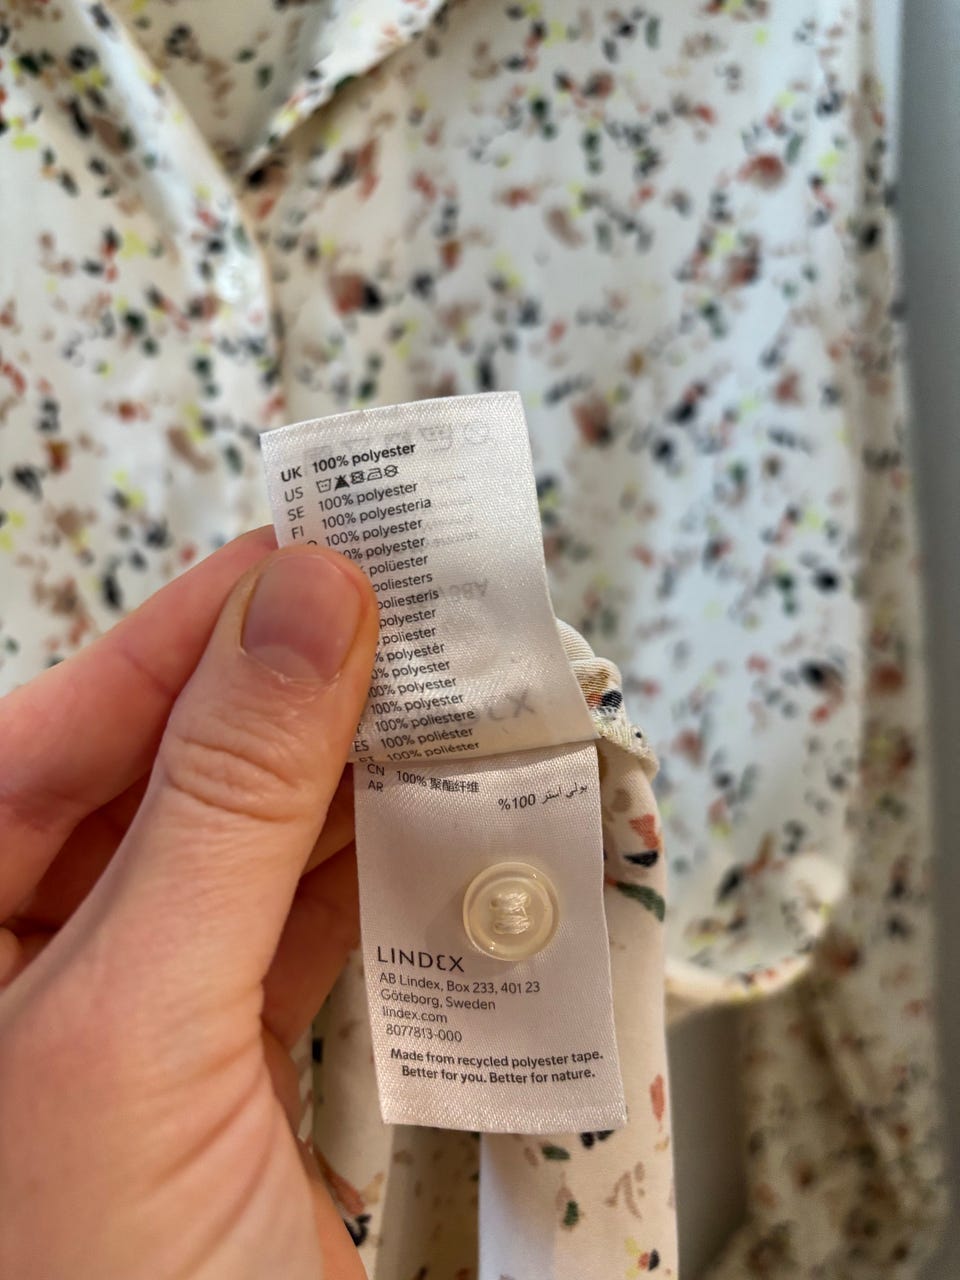 UK 100% polyester
US
SE 100% polyester
FI 100% polyesteria
100% polyester
polyester
polüester
poliesters
poliesteris
polyester
poliester
polyestér
polyester
100% polyester
100% polyester
100% poliestere
ES 100% poliéster
100% poliéster
CN 100% 聚酯纤维
AR بولي استر 100%
LINDEX
AB Lindex, Box 233, 401 23
Göteborg, Sweden
lindex.com
8077813-000
Made from recycled polyester tape.
Better for you. Better for nature.